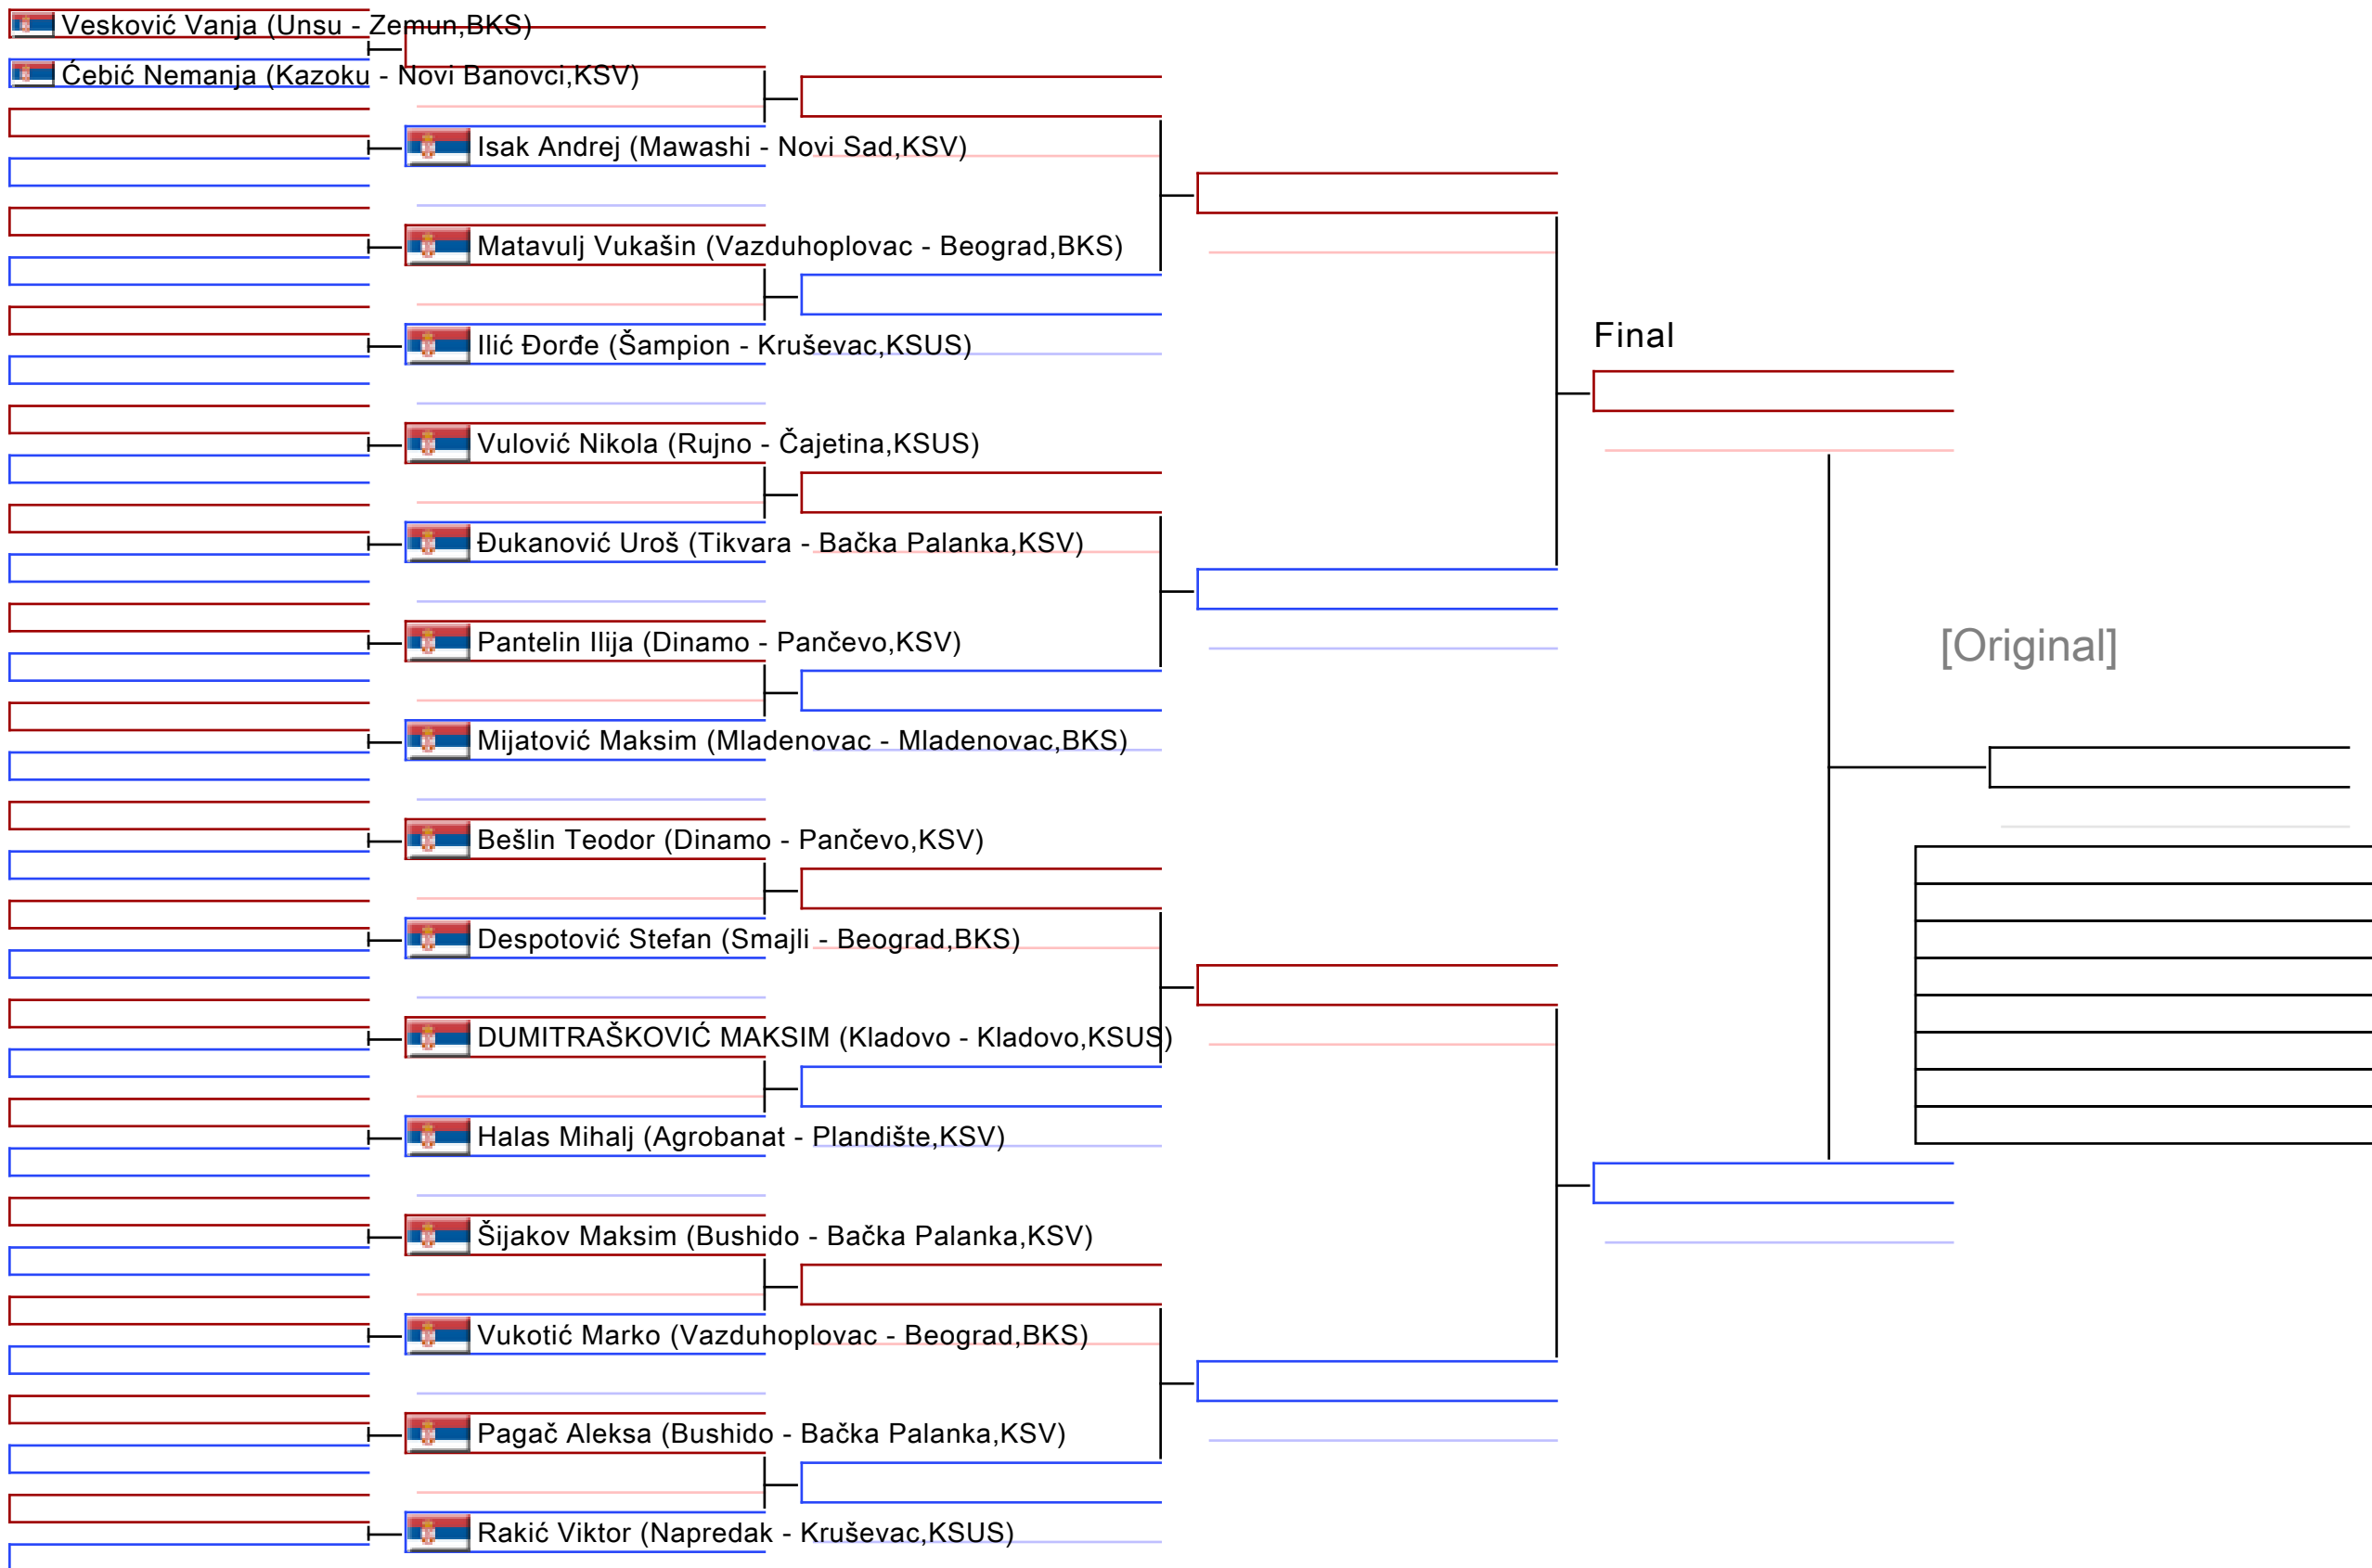 Vesković Vanja (Unsu - Zemun,BKS)
Ćebić Nemanja (Kazoku - Novi Banovci,KSV)
Isak Andrej (Mawashi - Novi Sad,KSV)
Matavulj Vukašin (Vazduhoplovac - Beograd,BKS)
Ilić Đorđe (Šampion - Kruševac,KSUS)
Final
Vulović Nikola (Rujno - Čajetina,KSUS)
Đukanović Uroš (Tikvara - Bačka Palanka,KSV)
Pantelin Ilija (Dinamo - Pančevo,KSV)
[Original]
Mijatović Maksim (Mladenovac - Mladenovac,BKS)
Bešlin Teodor (Dinamo - Pančevo,KSV)
Despotović Stefan (Smajli - Beograd,BKS)
DUMITRAŠKOVIĆ MAKSIM (Kladovo - Kladovo,KSUS)
Halas Mihalj (Agrobanat - Plandište,KSV)
Šijakov Maksim (Bushido - Bačka Palanka,KSV)
Vukotić Marko (Vazduhoplovac - Beograd,BKS)
Pagač Aleksa (Bushido - Bačka Palanka,KSV)
Rakić Viktor (Napredak - Kruševac,KSUS)